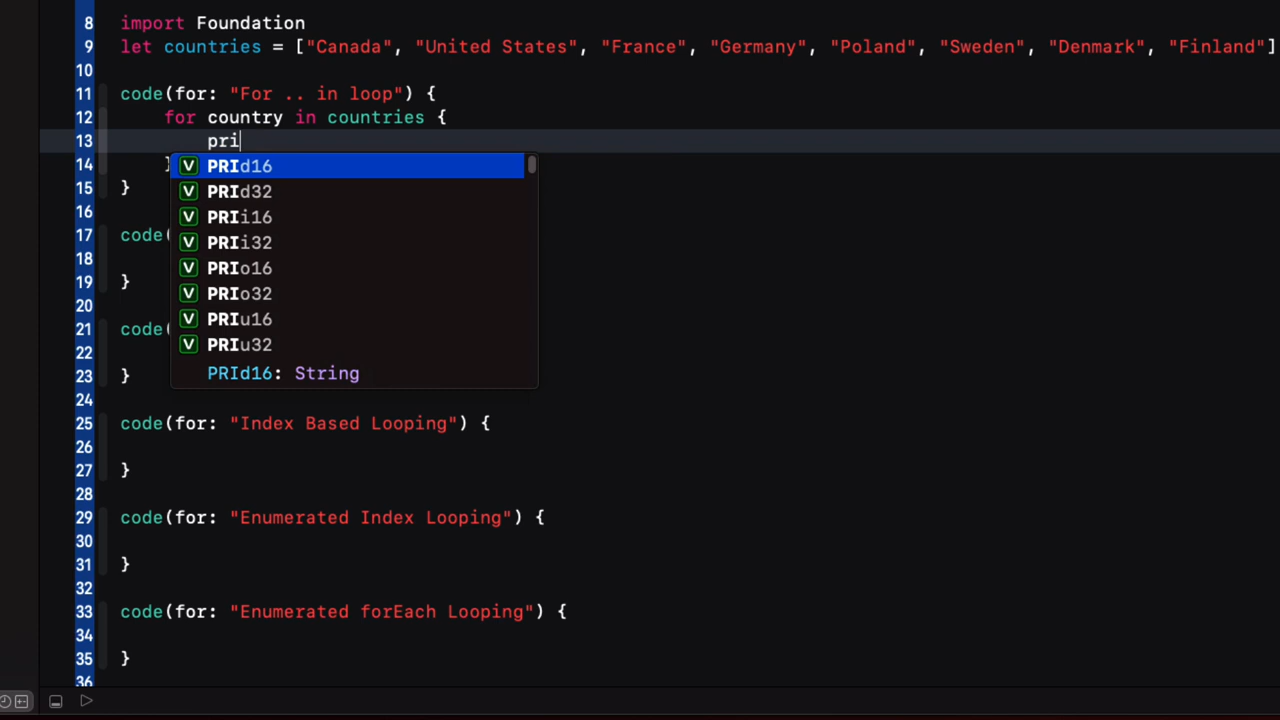 8 import Foundation
9 let countries = ["Canada", "United States", "France", "Germany", "Poland", "Sweden", "Denmark", "Finland"]
10
11 code(for: "For .. in loop") {
12 for country in countries {
13 pri
14 }
V PRId16
15 }
V PRId32
16
V PRIi16
17 code(
V PRIi32
18
V PRIo16
19 }
V PRIo32
20
V PRIu16
21 code(
V PRIu32
22
PRId16: String
23 }
24
25 code(for: "Index Based Looping") {
26
27 }
28
29 code(for: "Enumerated Index Looping") {
30
31 }
32
33 code(for: "Enumerated forEach Looping") {
34
35 }
36